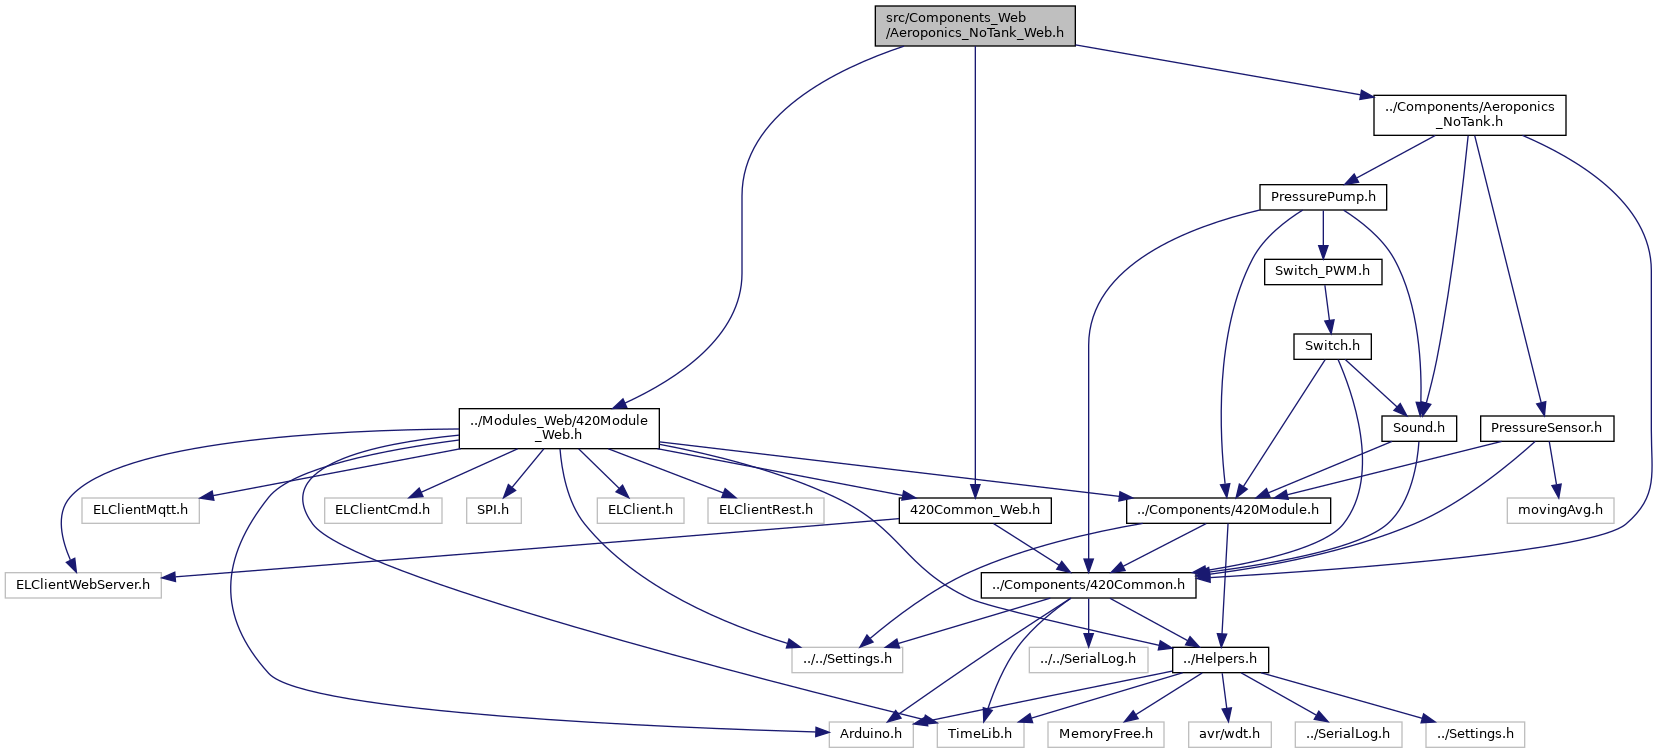 src/Components_Web
/Aeroponics_NoTank_Web.h
../Components/Aeroponics
_NoTank.h
PressurePump.h
Switch_PWM.h
Switch.h
../Modules_Web/420Module
_Web.h
Sound.h
PressureSensor.h
ELClientMqtt.h
ELClientCmd.h
SPI.h
ELClient.h
ELClientRest.h
420Common_Web.h
../Components/420Module.h
movingAvg.h
ELClientWebServer.h
../Components/420Common.h
../../Settings.h
../../SerialLog.h
../Helpers.h
Arduino.h
TimeLib.h
MemoryFree.h
avr/wdt.h
../SerialLog.h
../Settings.h